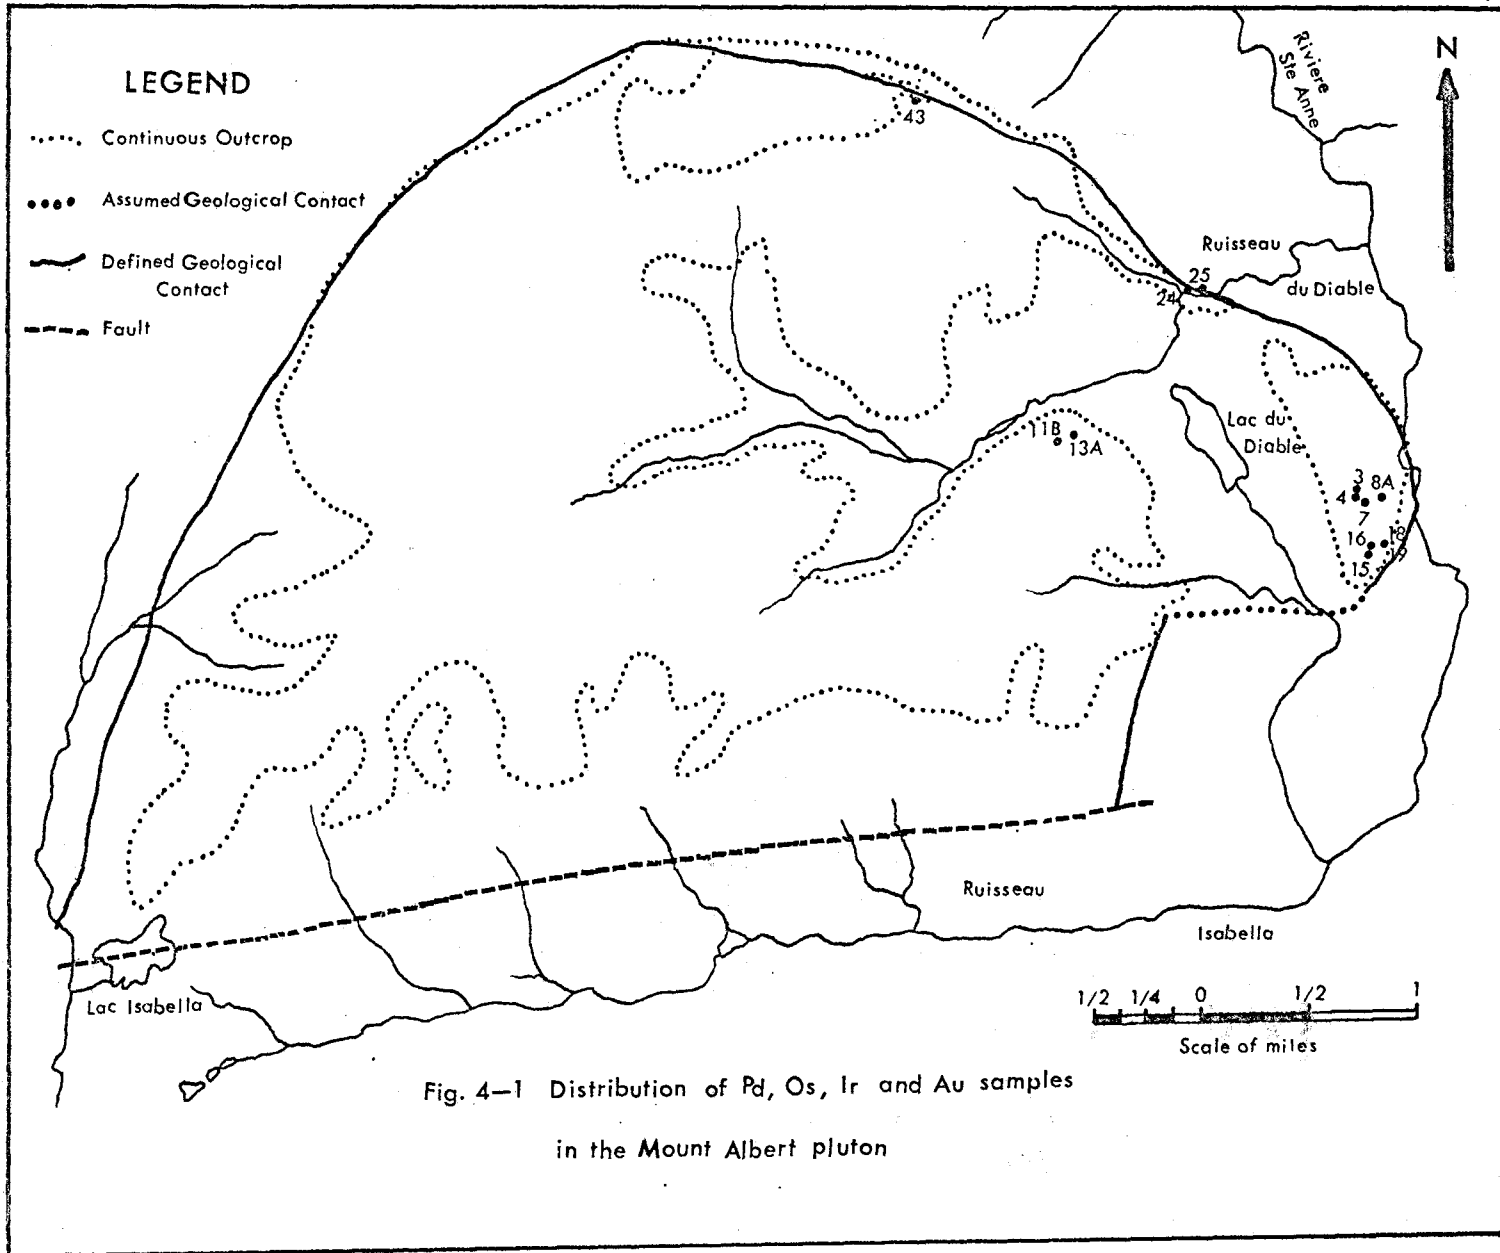 LEGEND
Continuous Outcrop
Assumed Geological Contact
Defined Geological
Contact
Fault
Riviere
Ste Anne
N
43
Ruisseau
du Diable
25
24
Lac du
Diable
11B
13A
3
8A
4
7
16
18
15
19
Ruisseau
Isabella
Lac Isabella
1/2 1/4 0 1/2 1
Scale of miles
Fig. 4-1 Distribution of Pd, Os, Ir and Au samples
in the Mount Albert pluton